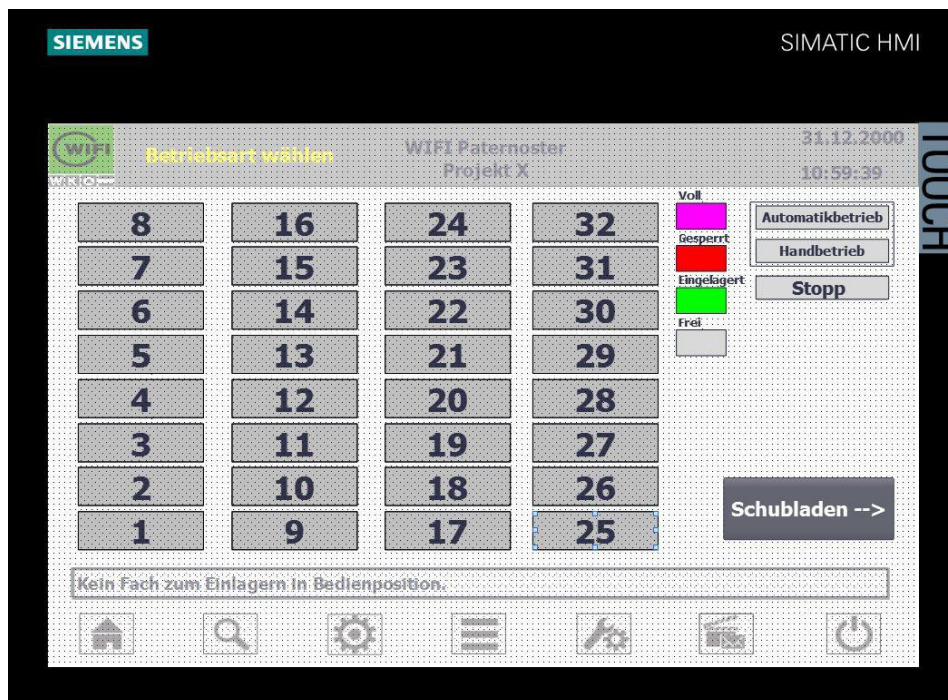 SIEMENS
SIMATIC HMI
TOUCH
WIFI
WKO
Betriebsart wählen
WIFI Paternoster
Projekt X
31.12.2000
10:59:39
8 16 24 32
7 15 23 31
6 14 22 30
5 13 21 29
4 12 20 28
3 11 19 27
2 10 18 26
1 9 17 25
Voll
Gesperrt
Eingelagert
Frei
Automatikbetrieb
Handbetrieb
Stopp
Schubladen -->
Kein Fach zum Einlagern in Bedienposition.